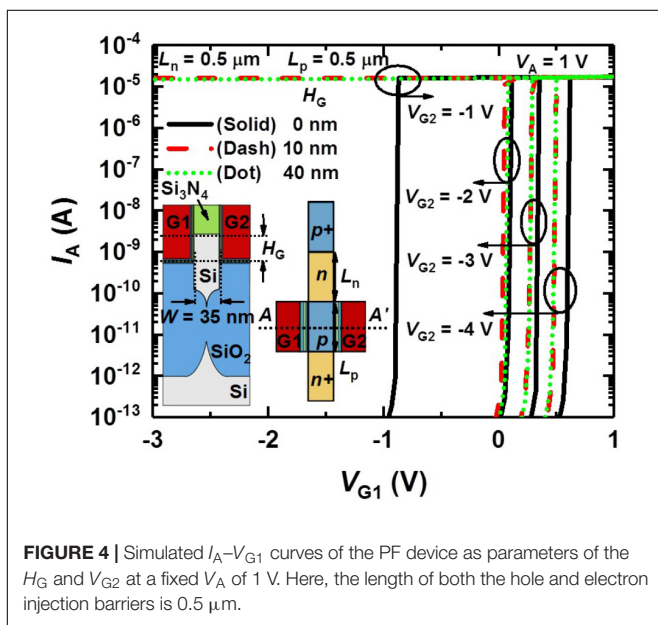 10⁻⁴
10⁻⁵
10⁻⁶
10⁻⁷
10⁻⁸
10⁻⁹
10⁻¹⁰
10⁻¹¹
10⁻¹²
10⁻¹³
I_A (A)
L_n = 0.5 μm L_p = 0.5 μm V_A = 1 V
H_G
(Solid) 0 nm
(Dash) 10 nm
(Dot) 40 nm
V_G2 = -1 V
V_G2 = -2 V
V_G2 = -3 V
V_G2 = -4 V
Si₃N₄
G1 G2
H_G
Si
W = 35 nm
SiO₂
Si
p+
n L_n
A A'
G1 p G2
n+ L_p
-3 -2 -1 0 1
V_G1 (V)
FIGURE 4 | Simulated I_A–V_G1 curves of the PF device as parameters of the
H_G and V_G2 at a fixed V_A of 1 V. Here, the length of both the hole and electron
injection barriers is 0.5 μm.